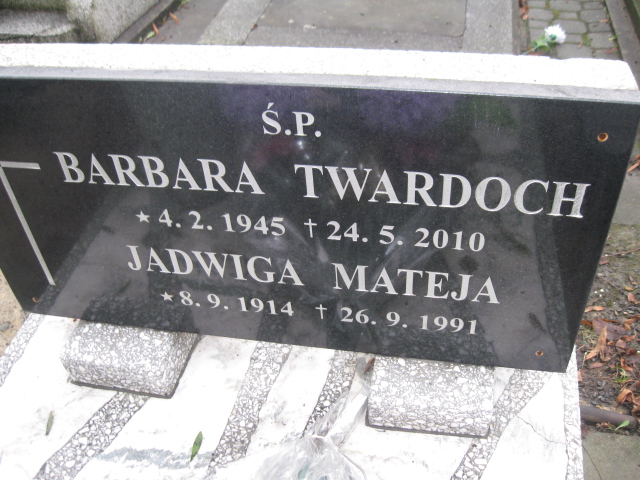 Ś.P.
BARBARA TWARDOCH
★ 4. 2. 1945 † 24. 5. 2010
JADWIGA MATEJA
★ 8. 9. 1914 † 26. 9. 1991